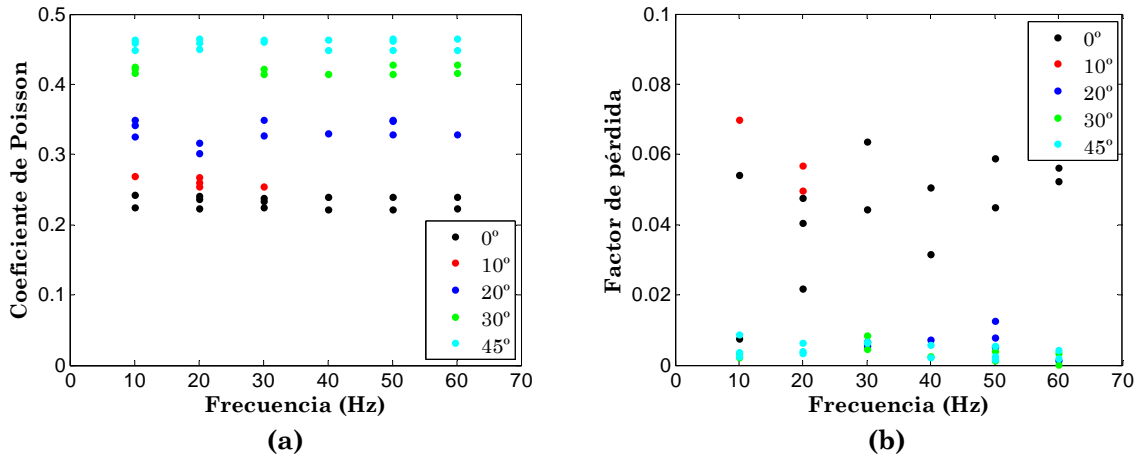 0.5
0.4
0.3
0.2
0.1
0
Coeficiente de Poisson
0º
10º
20º
30º
45º
0 10 20 30 40 50 60 70
Frecuencia (Hz)
(a)
0.1
0.08
0.06
0.04
0.02
0
Factor de pérdida
0º
10º
20º
30º
45º
0 10 20 30 40 50 60 70
Frecuencia (Hz)
(b)